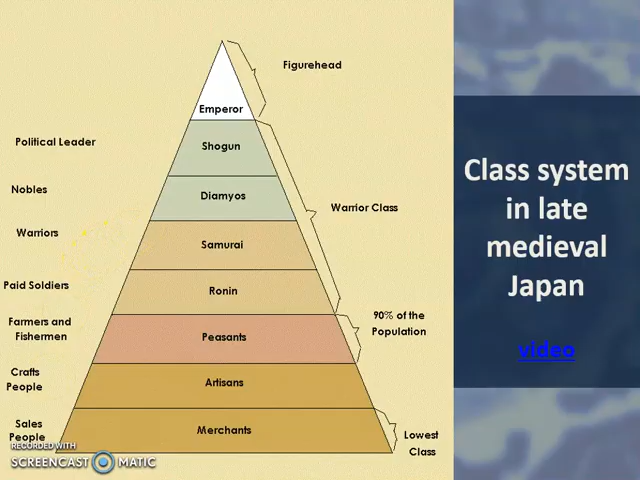 Figurehead
Emperor
Political Leader
Shogun
Nobles
Diamyos
Warrior Class
Warriors
Samurai
Paid Soldiers
Ronin
90% of the
Population
Farmers and
Fishermen
Peasants
Crafts
People
Artisans
Sales
People
Merchants
Lowest
Class
Class system
in late
medieval
Japan
video
RECORDED WITH
SCREENCAST MATIC